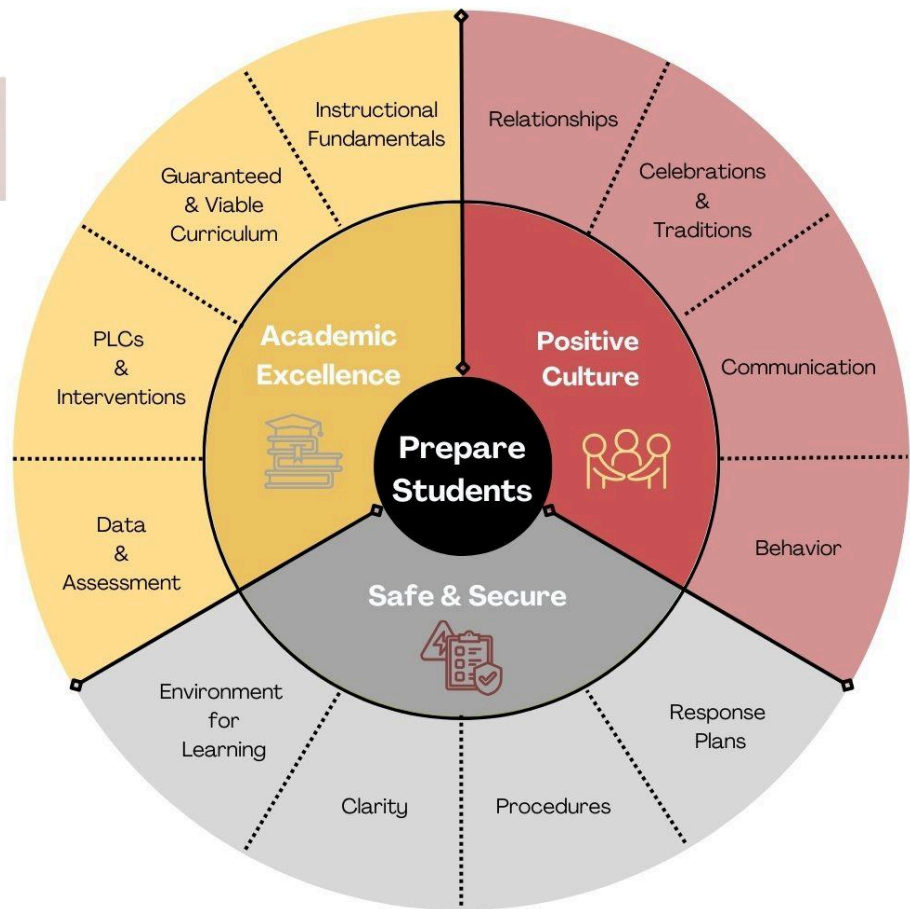 Prepare
Students
Academic
Excellence
Instructional
Fundamentals
Guaranteed
& Viable
Curriculum
PLCs
&
Interventions
Data
&
Assessment
Positive
Culture
Relationships
Celebrations
&
Traditions
Communication
Behavior
Safe & Secure
Response
Plans
Procedures
Clarity
Environment
for
Learning